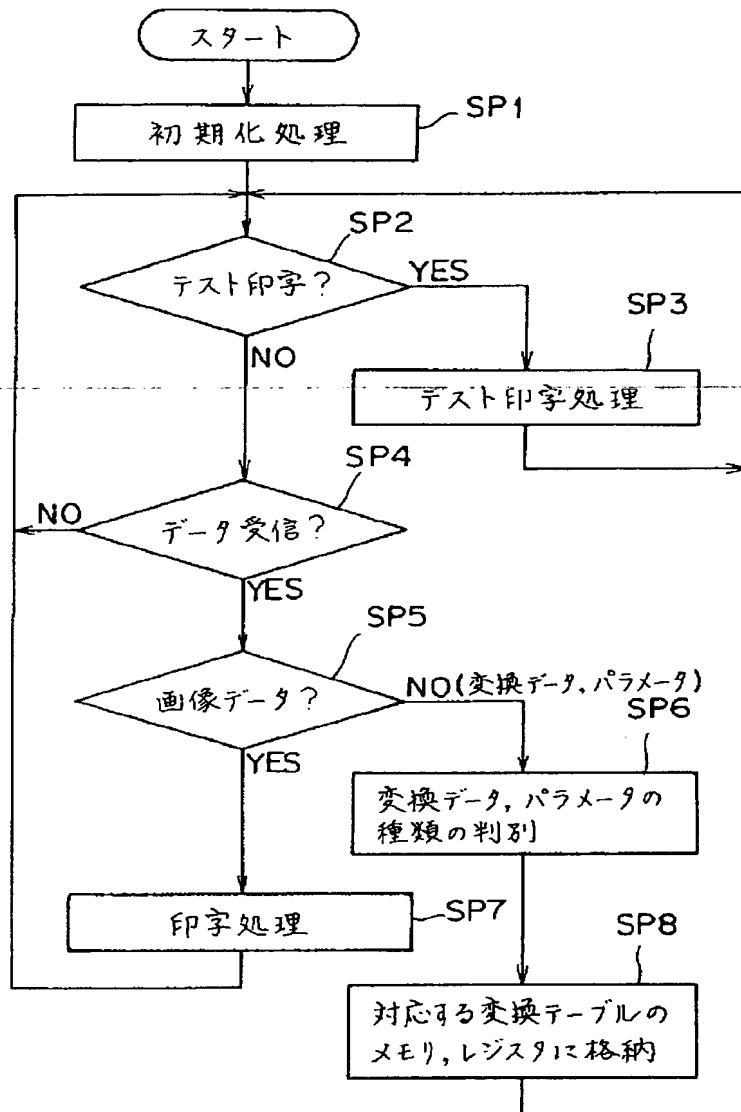 スタート
SP1
初期化処理
SP2
テスト印字?
YES
SP3
NO
テスト印字処理
SP4
NO
データ受信?
YES
SP5
画像データ?
NO(変換データ,パラメータ)
SP6
YES
変換データ,パラメータの
種類の判別
印字処理
SP7
SP8
対応する変換テーブルの
メモリ,レジスタに格納